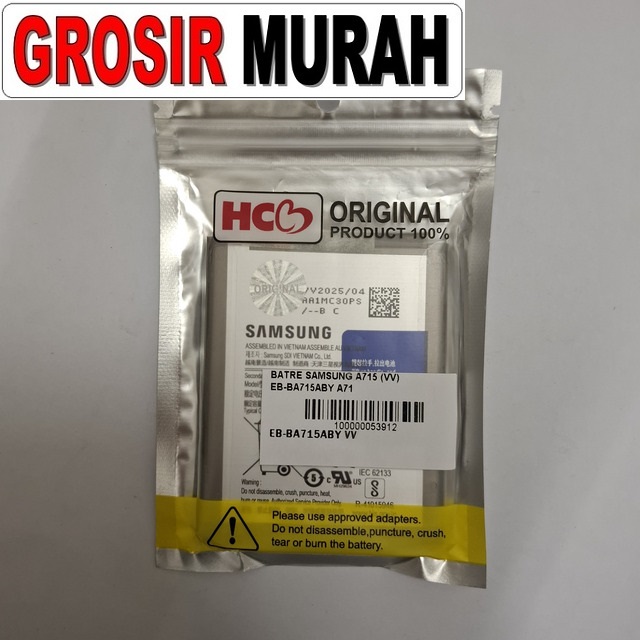 GROSIR MURAH
HCB ORIGINAL
PRODUCT 100%
ORIGINAL
/V2025/04
AA1MC30PS
/--B C
SAMSUNG
ASSEMBLED IN VIETNAM
Samsung SDI VIETNAM Co., Ltd.
BATRE SAMSUNG A715 (VV)
EB-BA715ABY A71
100000053912
EB-BA715ABY VV
IEC 62133
Warning :
Do not disassemble, crush, puncture, heat,
Please use approved adapters.
Do not disassemble,puncture, crush,
tear or burn the battery.